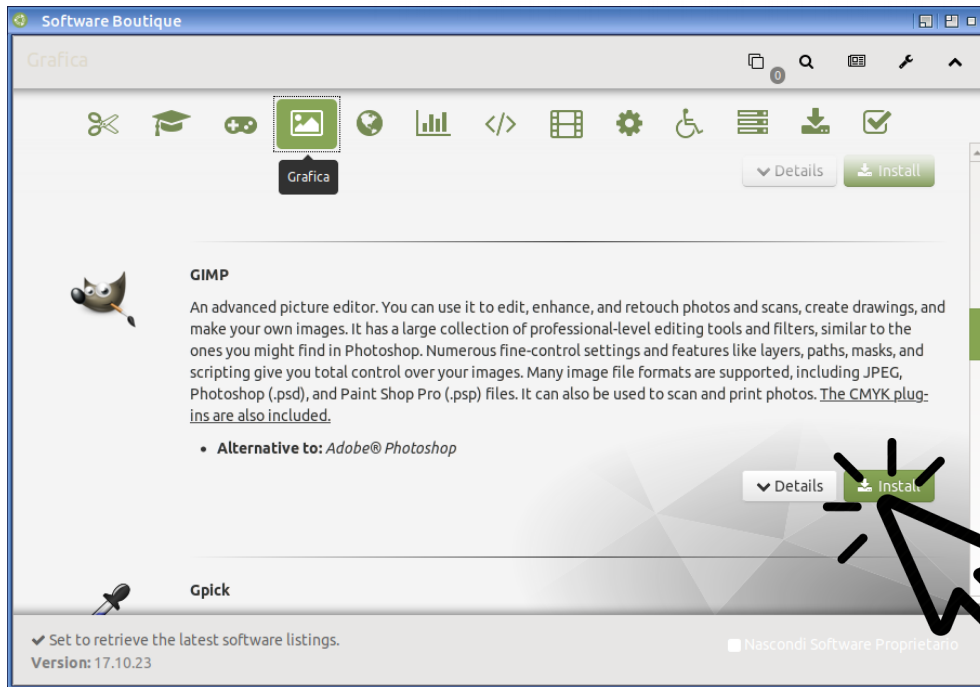 Software Boutique
Grafica
0
Grafica
Details Install
GIMP
An advanced picture editor. You can use it to edit, enhance, and retouch photos and scans, create drawings, and
make your own images. It has a large collection of professional-level editing tools and filters, similar to the
ones you might find in Photoshop. Numerous fine-control settings and features like layers, paths, masks, and
scripting give you total control over your images. Many image file formats are supported, including JPEG,
Photoshop (.psd), and Paint Shop Pro (.psp) files. It can also be used to scan and print photos. The CMYK plug-
ins are also included.
• Alternative to: Adobe® Photoshop
Details Install
Gpick
Set to retrieve the latest software listings.
Version: 17.10.23
Nascondi Software Proprietario